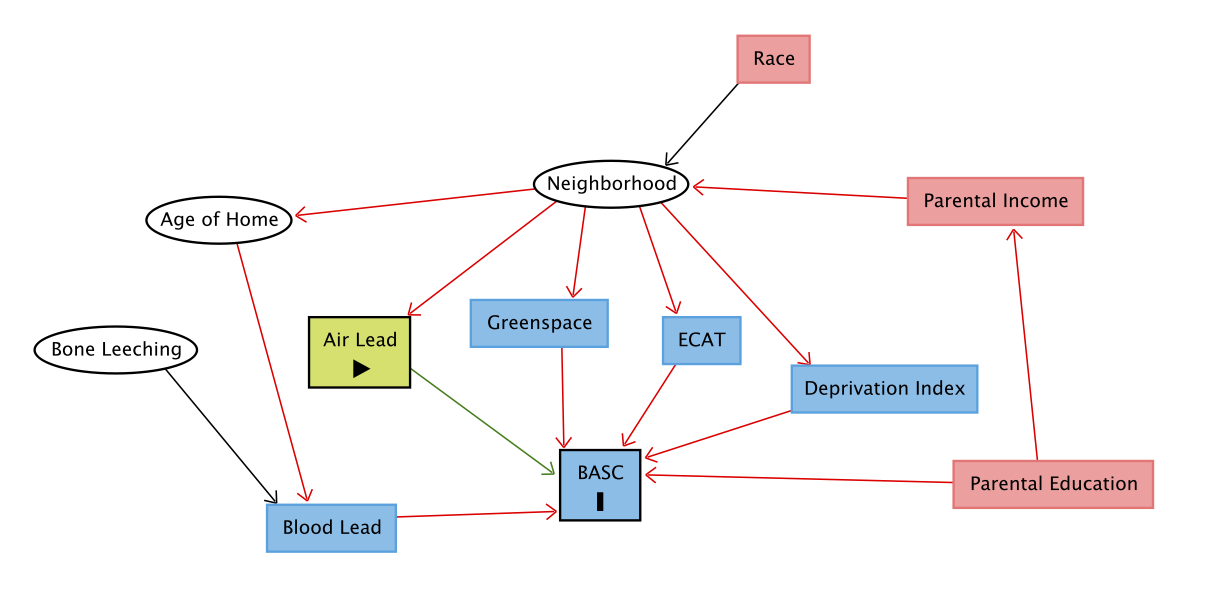 Race
Neighborhood
Parental Income
Age of Home
Greenspace
Air Lead
ECAT
Bone Leeching
Deprivation Index
BASC
Parental Education
Blood Lead